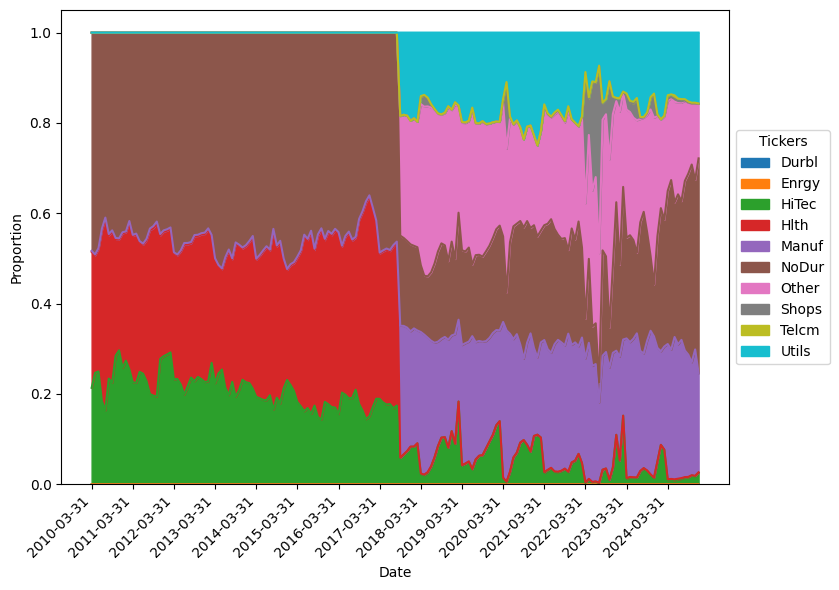 1.0
0.8
0.6
0.4
0.2
0.0
Proportion
2010-03-31
2011-03-31
2012-03-31
2013-03-31
2014-03-31
2015-03-31
2016-03-31
2017-03-31
2018-03-31
2019-03-31
2020-03-31
2021-03-31
2022-03-31
2023-03-31
2024-03-31
Date
Tickers
Durbl
Enrgy
HiTec
Hlth
Manuf
NoDur
Other
Shops
Telcm
Utils